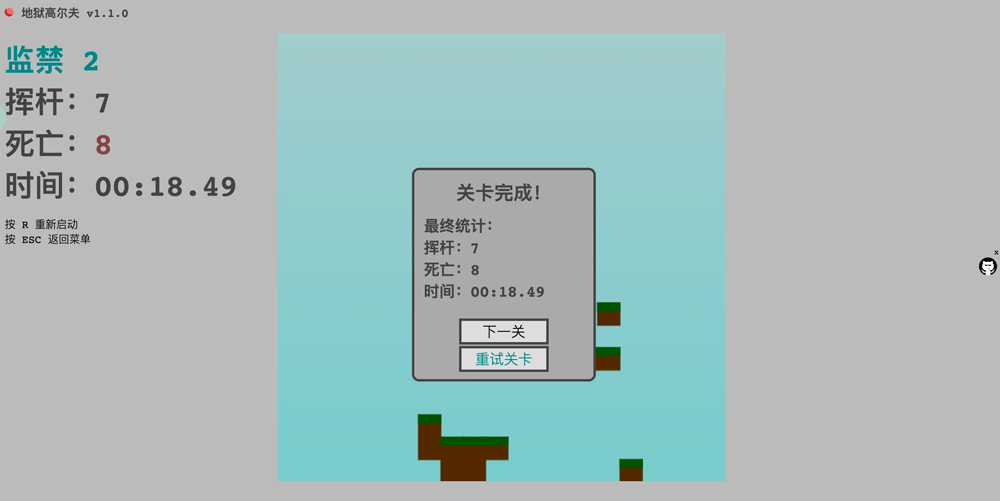 地狱高尔夫 v1.1.0
监禁 2
挥杆: 7
死亡: 8
时间: 00:18.49
按 R 重新启动
按 ESC 返回菜单
关卡完成!
最终统计:
挥杆: 7
死亡: 8
时间: 00:18.49
下一关
重试关卡
x